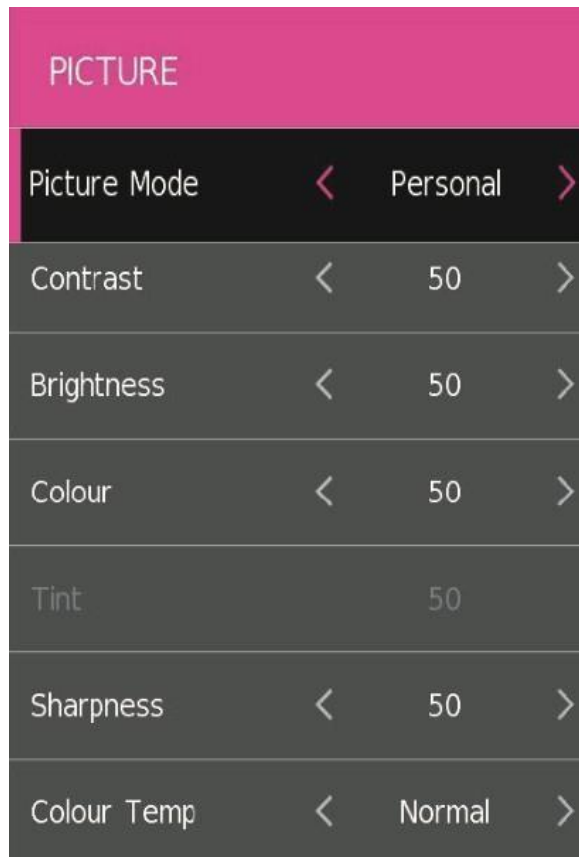 PICTURE
Picture Mode < Personal >
Contrast < 50 >
Brightness < 50 >
Colour < 50 >
Tint 50
Sharpness < 50 >
Colour Temp < Normal >